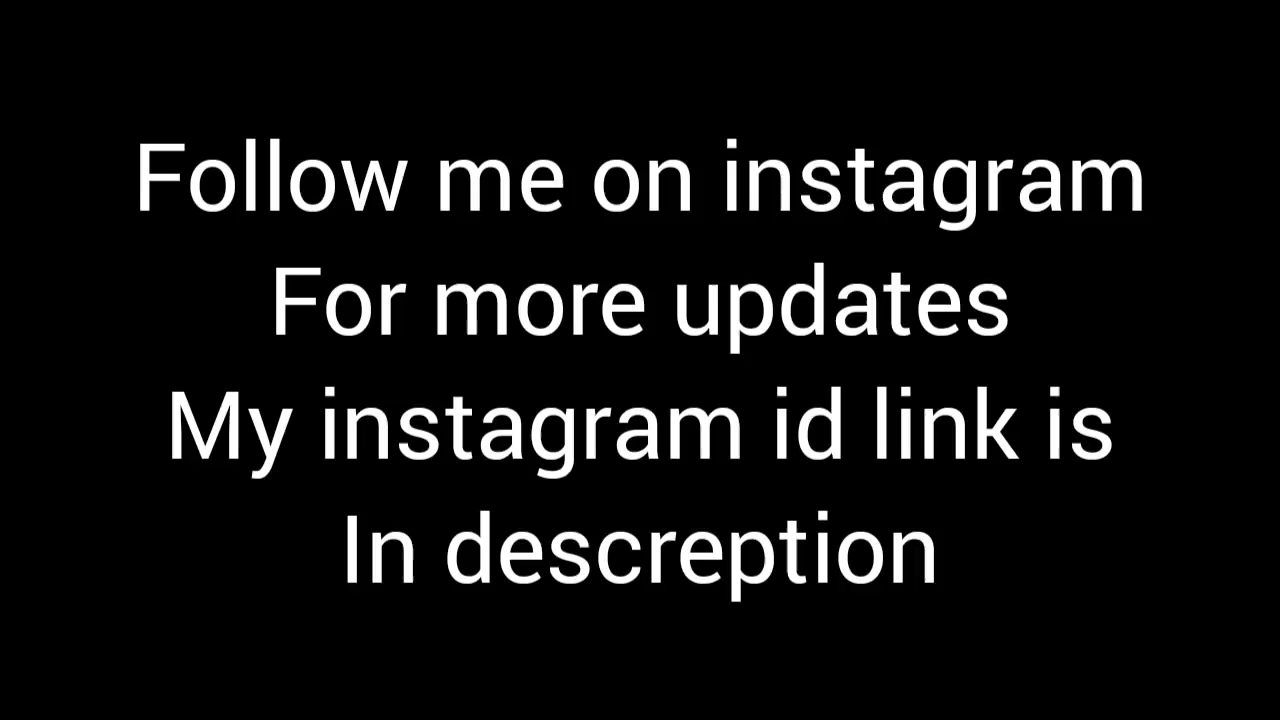 Follow me on instagram
For more updates
My instagram id link is
In descreption